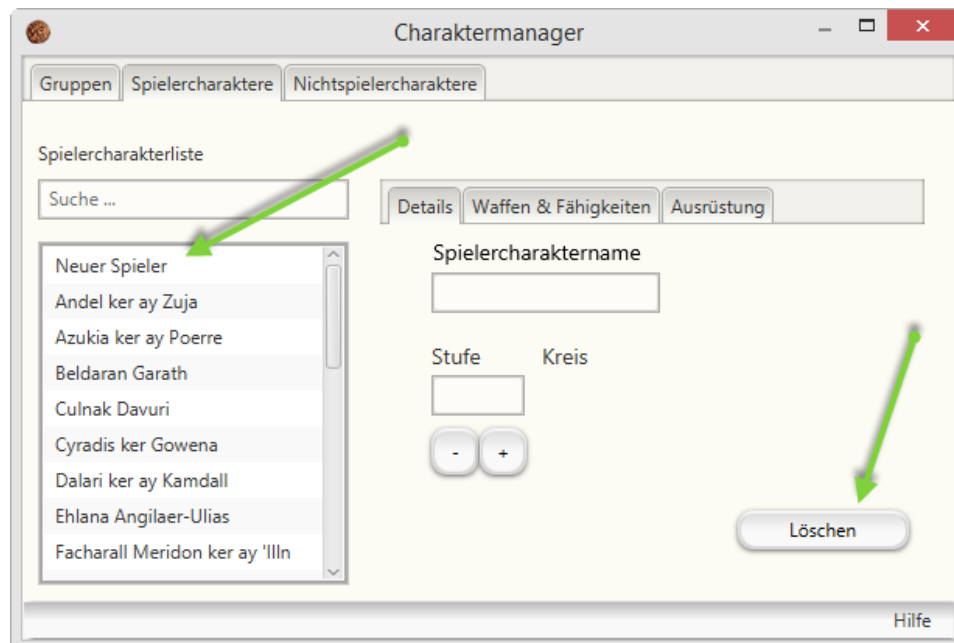 Charaktermanager
Gruppen Spielercharaktere Nichtspielercharaktere
Spielercharakterliste
Suche ...
Neuer Spieler
Andel ker ay Zuja
Azukia ker ay Poerre
Beldaran Garath
Culnak Davuri
Cyradis ker Gowena
Dalari ker ay Kamdall
Ehlana Angilaer-Ulias
Facharall Meridon ker ay 'Illn
Details Waffen & Fähigkeiten Ausrüstung
Spielercharaktername
Stufe Kreis
- +
Löschen
Hilfe